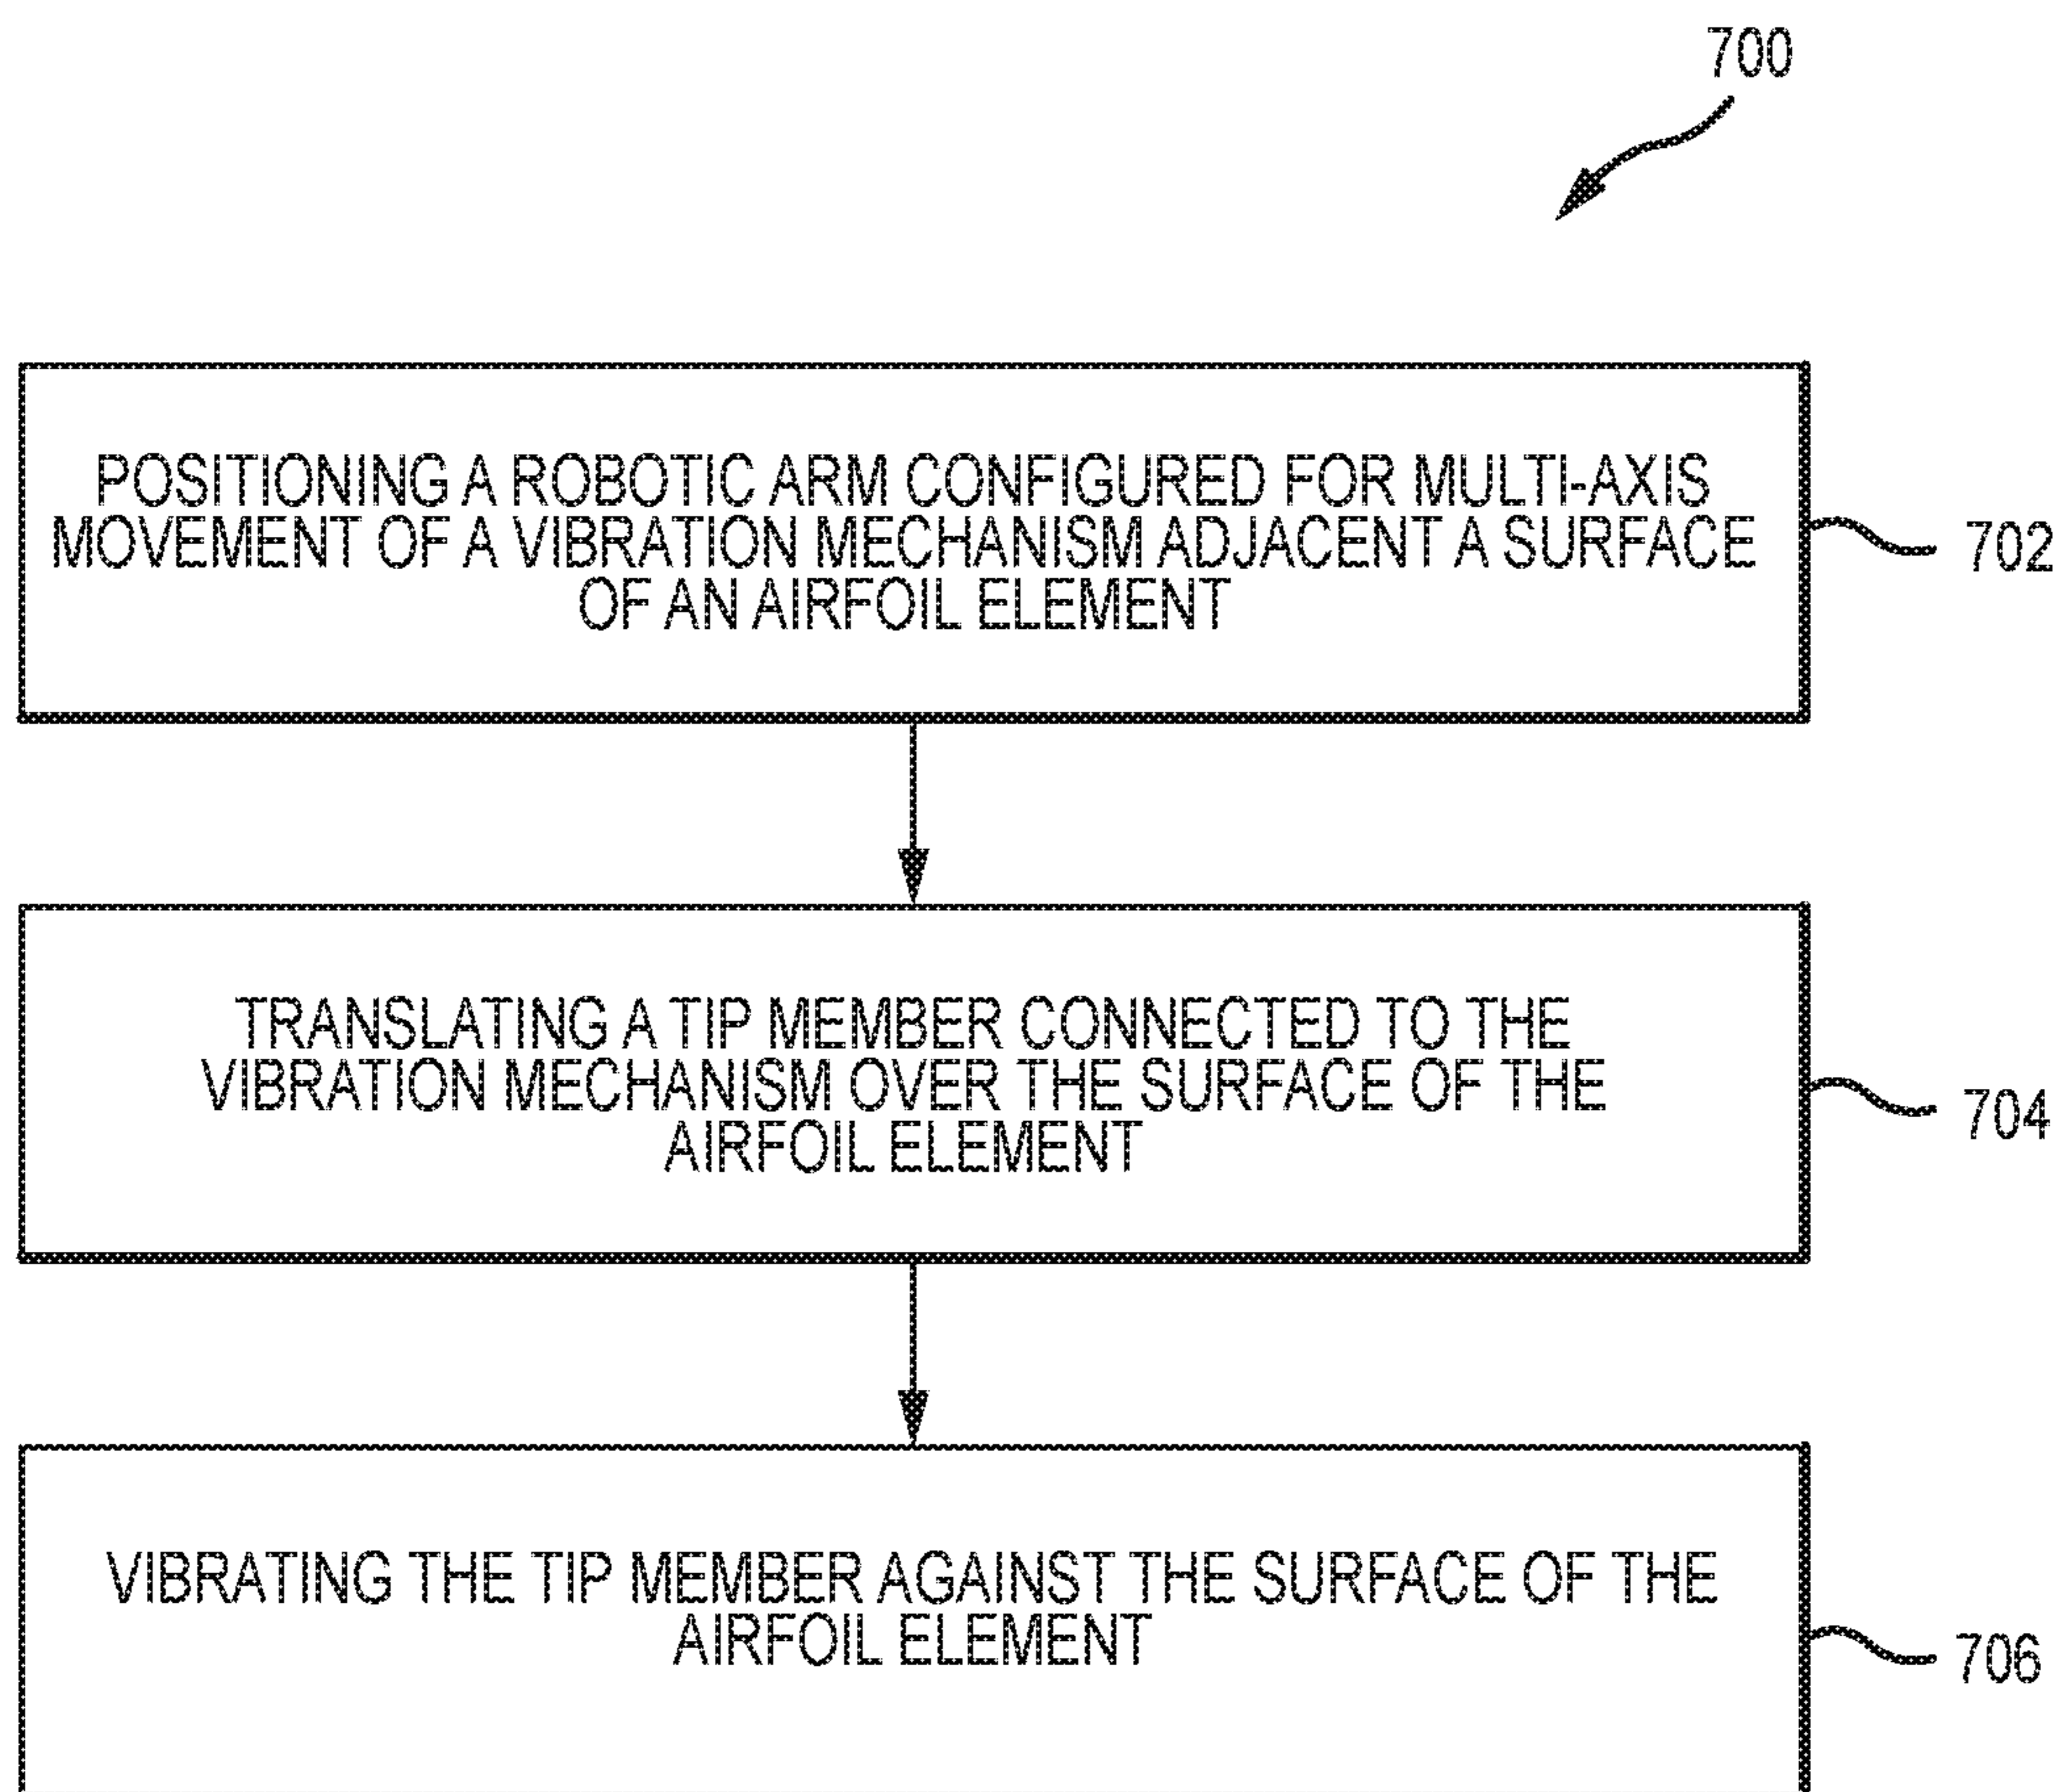 700
POSITIONING A ROBOTIC ARM CONFIGURED FOR MULTI-AXIS
MOVEMENT OF A VIBRATION MECHANISM ADJACENT A SURFACE
OF AN AIRFOIL ELEMENT
702
TRANSLATING A TIP MEMBER CONNECTED TO THE
VIBRATION MECHANISM OVER THE SURFACE OF THE
AIRFOIL ELEMENT
704
VIBRATING THE TIP MEMBER AGAINST THE SURFACE OF THE
AIRFOIL ELEMENT
706